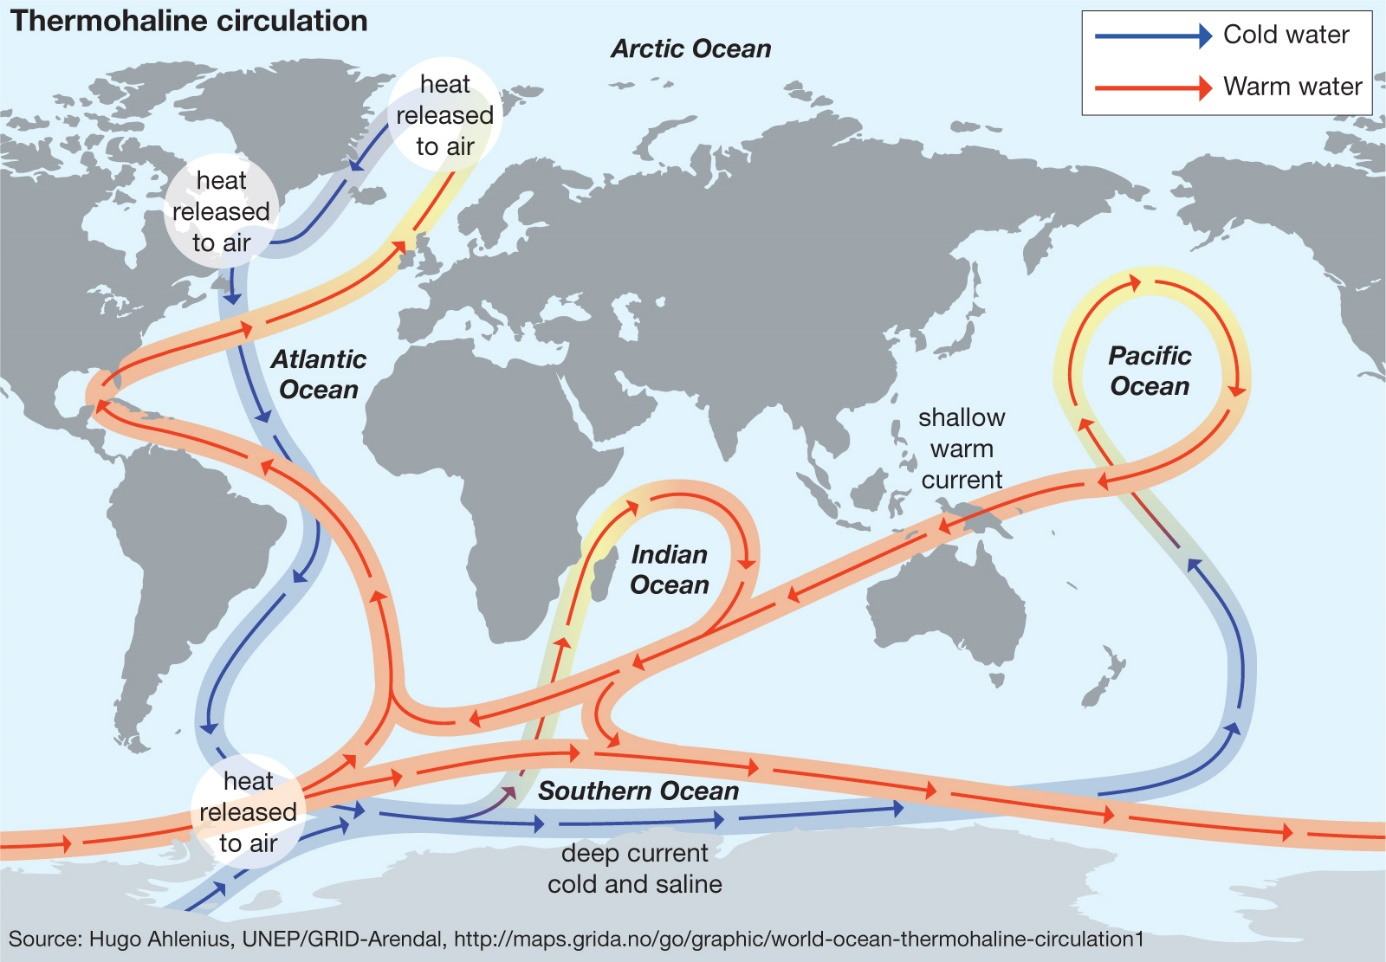 Thermohaline circulation
Cold water
Warm water
Arctic Ocean
heat
released
to air
heat
released
to air
Atlantic
Ocean
Pacific
Ocean
shallow
warm
current
Indian
Ocean
heat
released
to air
Southern Ocean
deep current
cold and saline
Source: Hugo Ahlenius, UNEP/GRID-Arendal, http://maps.grida.no/go/graphic/world-ocean-thermohaline-circulation1